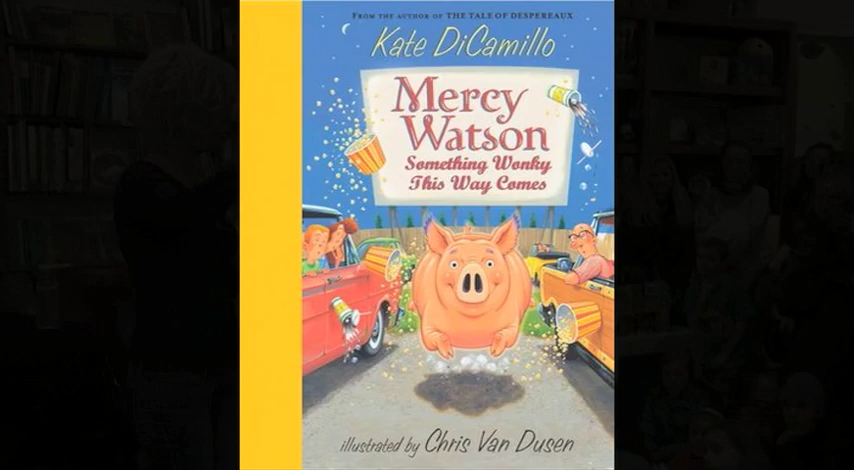 FROM THE AUTHOR OF THE TALE OF DESPEREAUX
Kate DiCamillo
Mercy
Watson
Something Wonky
This Way Comes
illustrated by Chris Van Dusen